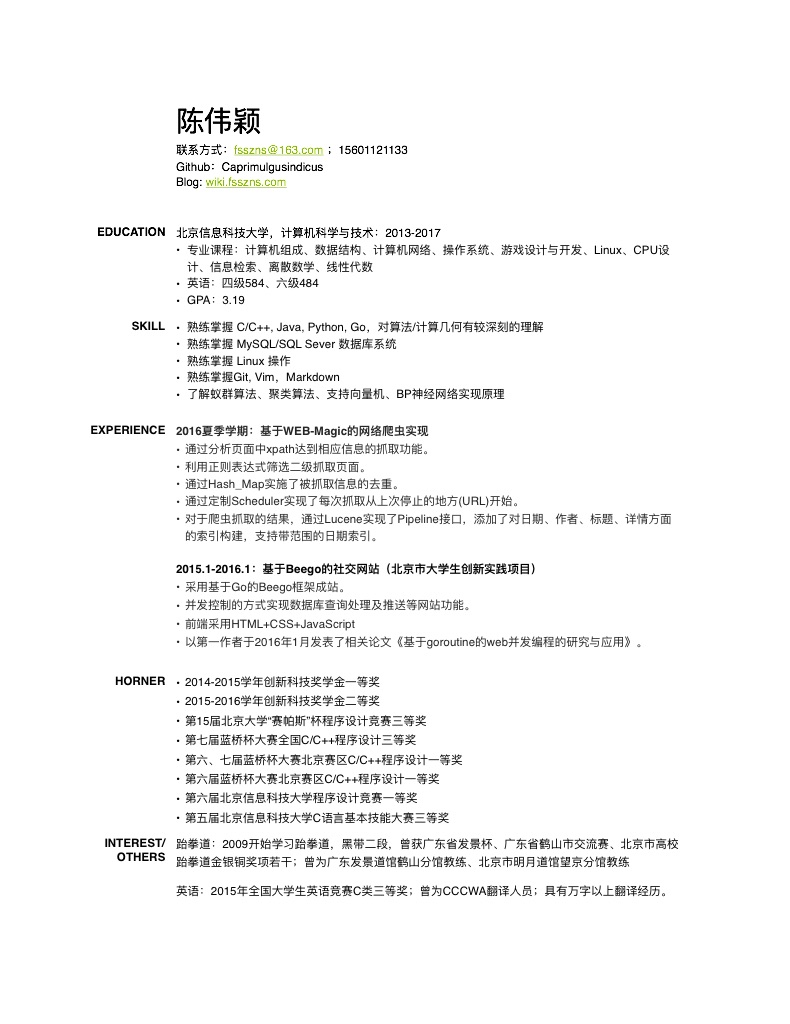 陈伟颖
联系方式：fsszns@163.com ；15601121133
Github：Caprimulgusindicus
Blog: wiki.fsszns.com
EDUCATION 北京信息科技大学，计算机科学与技术：2013-2017
• 专业课程：计算机组成、数据结构、计算机网络、操作系统、游戏设计与开发、Linux、CPU设
计、信息检索、离散数学、线性代数
• 英语：四级584、六级484
• GPA：3.19
SKILL • 熟练掌握 C/C++, Java, Python, Go，对算法/计算几何有较深刻的理解
• 熟练掌握 MySQL/SQL Sever 数据库系统
• 熟练掌握 Linux 操作
• 熟练掌握Git, Vim，Markdown
• 了解蚁群算法、聚类算法、支持向量机、BP神经网络实现原理
EXPERIENCE 2016夏季学期：基于WEB-Magic的网络爬虫实现
• 通过分析页面中xpath达到相应信息的抓取功能。
• 利用正则表达式筛选二级抓取页面。
• 通过Hash_Map实施了被抓取信息的去重。
• 通过定制Scheduler实现了每次抓取从上次停止的地方(URL)开始。
• 对于爬虫抓取的结果，通过Lucene实现了Pipeline接口，添加了对日期、作者、标题、详情方面
的索引构建，支持带范围的日期索引。
2015.1-2016.1：基于Beego的社交网站（北京市大学生创新实践项目）
• 采用基于Go的Beego框架成站。
• 并发控制的方式实现数据库查询处理及推送等网站功能。
• 前端采用HTML+CSS+JavaScript
• 以第一作者于2016年1月发表了相关论文《基于goroutine的web并发编程的研究与应用》。
HORNER • 2014-2015学年创新科技奖学金一等奖
• 2015-2016学年创新科技奖学金二等奖
• 第15届北京大学“赛帕斯”杯程序设计竞赛三等奖
• 第七届蓝桥杯大赛全国C/C++程序设计三等奖
• 第六、七届蓝桥杯大赛北京赛区C/C++程序设计一等奖
• 第六届蓝桥杯大赛北京赛区C/C++程序设计一等奖
• 第六届北京信息科技大学程序设计竞赛一等奖
• 第五届北京信息科技大学C语言基本技能大赛三等奖
INTEREST/ 跆拳道：2009开始学习跆拳道，黑带二段，曾获广东省发景杯、广东省鹤山市交流赛、北京市高校
OTHERS 跆拳道金银铜奖项若干；曾为广东发景道馆鹤山分馆教练、北京市明月道馆望京分馆教练
英语：2015年全国大学生英语竞赛C类三等奖；曾为CCCWA翻译人员；具有万字以上翻译经历。